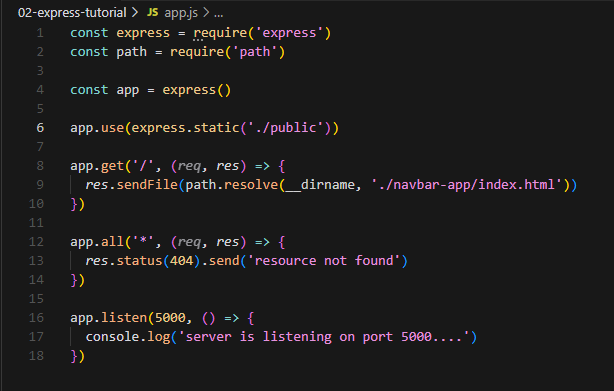 02-express-tutorial > JS app.js > ...
1 const express = require('express')
2 const path = require('path')
3
4 const app = express()
5
6 app.use(express.static('./public'))
7
8 app.get('/', (req, res) => {
9   res.sendFile(path.resolve(__dirname, './navbar-app/index.html'))
10 })
11
12 app.all('*', (req, res) => {
13   res.status(404).send('resource not found')
14 })
15
16 app.listen(5000, () => {
17   console.log('server is listening on port 5000....')
18 })